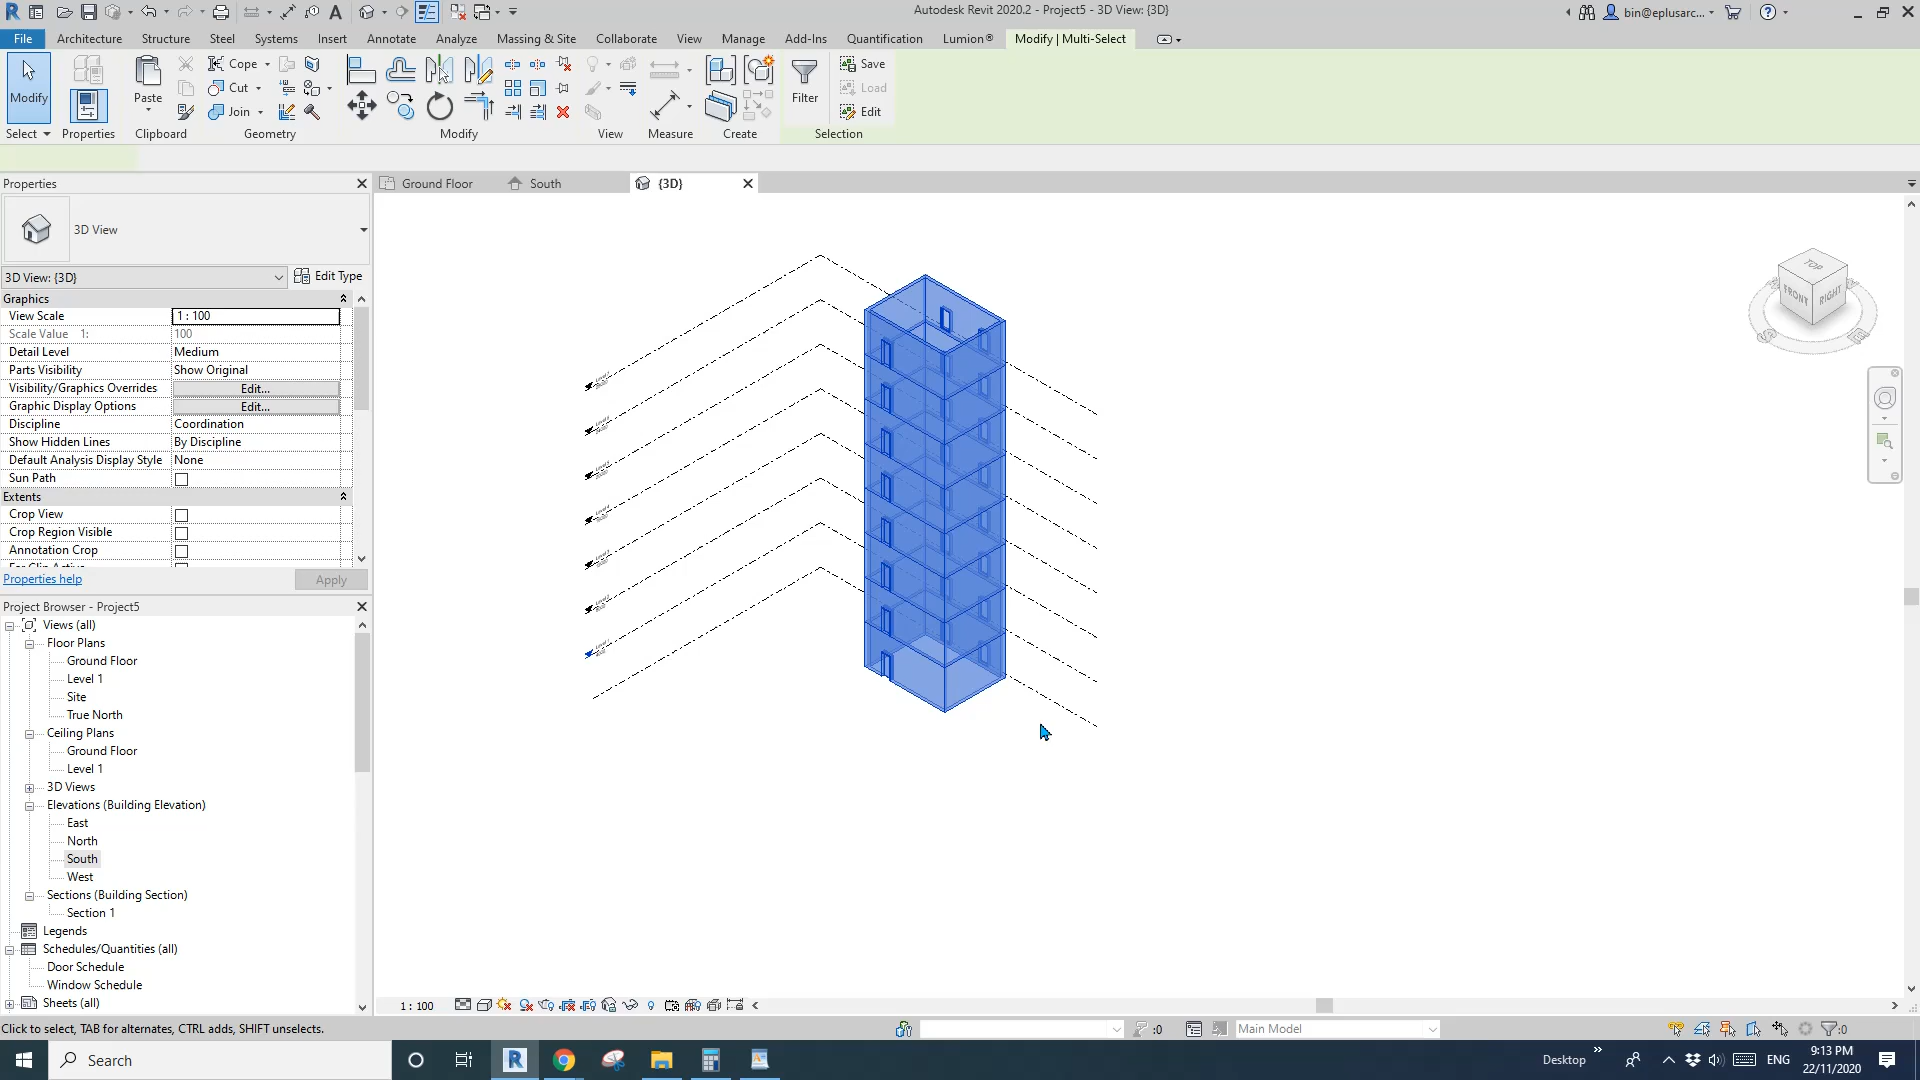 Autodesk Revit 2020.2 - Project5 - 3D View: {3D}
bin@eplusarc...
File
Architecture
Structure
Steel
Systems
Insert
Annotate
Analyze
Massing & Site
Collaborate
View
Manage
Add-Ins
Quantification
Lumion®
Modify | Multi-Select
Modify
Paste
Cope
Cut
Join
Filter
Save
Load
Edit
Select
Properties
Clipboard
Geometry
Modify
View
Measure
Create
Selection
Properties
Ground Floor
South
{3D}
3D View
3D View: {3D}
Edit Type
Graphics
View Scale
1 : 100
Scale Value 1:
100
Detail Level
Medium
Parts Visibility
Show Original
Visibility/Graphics Overrides
Edit...
Graphic Display Options
Edit...
Discipline
Coordination
Show Hidden Lines
By Discipline
Default Analysis Display Style
None
Sun Path
Extents
Crop View
Crop Region Visible
Annotation Crop
Properties help
Apply
Project Browser - Project5
Views (all)
Floor Plans
Ground Floor
Level 1
Site
True North
Ceiling Plans
Ground Floor
Level 1
3D Views
Elevations (Building Elevation)
East
North
South
West
Sections (Building Section)
Section 1
Legends
Schedules/Quantities (all)
Door Schedule
Window Schedule
Sheets (all)
TOP
FRONT
RIGHT
S
E
1 : 100
Click to select, TAB for alternates, CTRL adds, SHIFT unselects.
:0
Main Model
:0
Search
Desktop
ENG
9:13 PM
22/11/2020